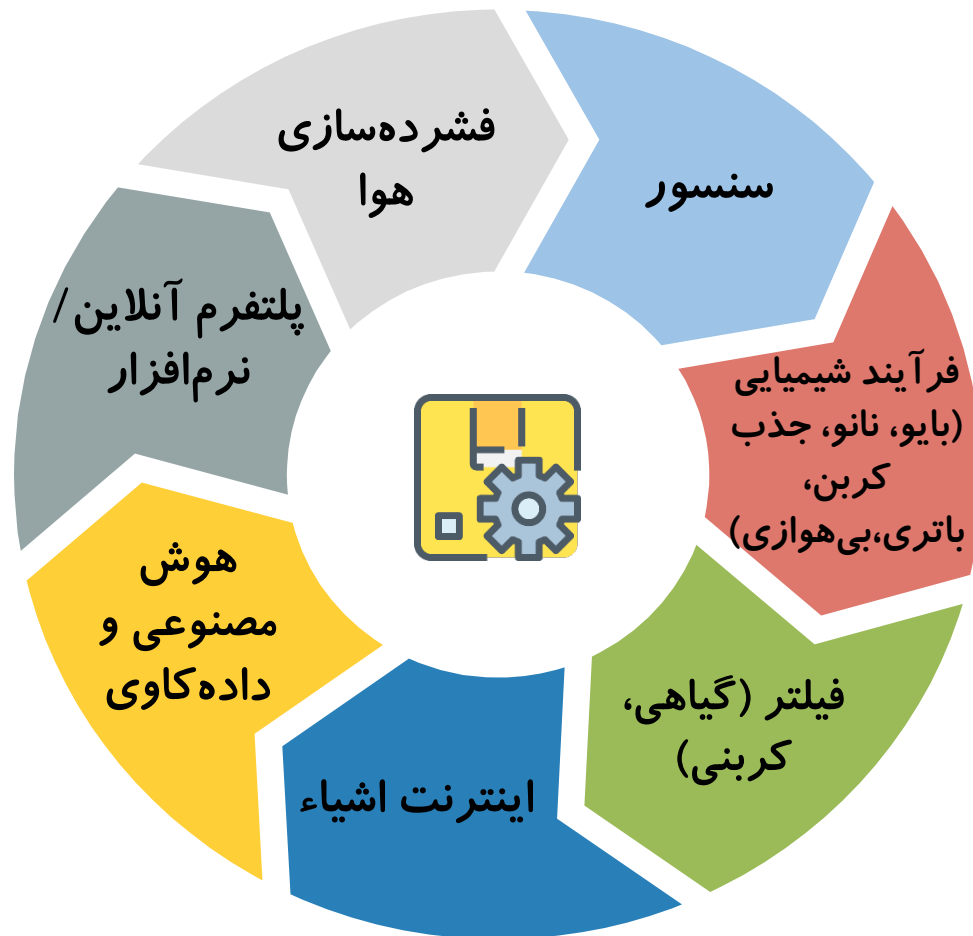 فشرده‌سازی
هوا
سنسور
فرآیند شیمیایی
(بایو، نانو، جذب
کربن،
باتری،بی‌هوازی)
فیلتر (گیاهی،
کربنی)
اینترنت اشیاء
هوش
مصنوعی و
داده‌کاوی
پلتفرم آنلاین/
نرم‌افزار